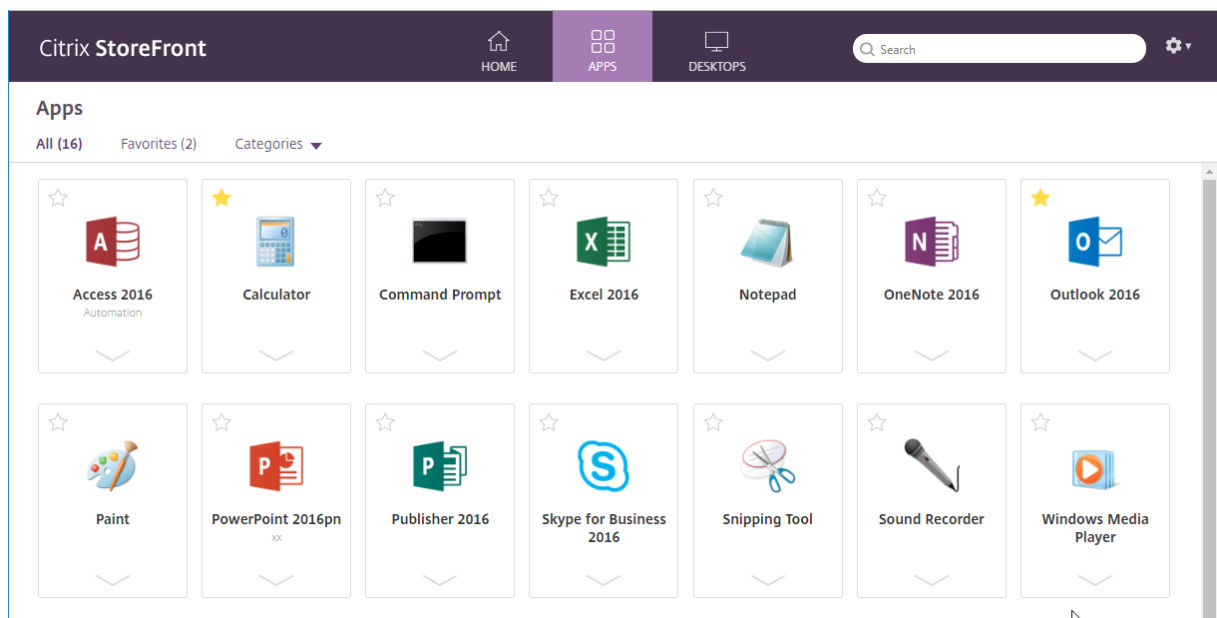 Citrix StoreFront
HOME
APPS
DESKTOPS
Search
Apps
All (16)
Favorites (2)
Categories
Access 2016
Automation
Calculator
Command Prompt
Excel 2016
Notepad
OneNote 2016
Outlook 2016
Paint
PowerPoint 2016pn
xx
Publisher 2016
Skype for Business
2016
Snipping Tool
Sound Recorder
Windows Media
Player